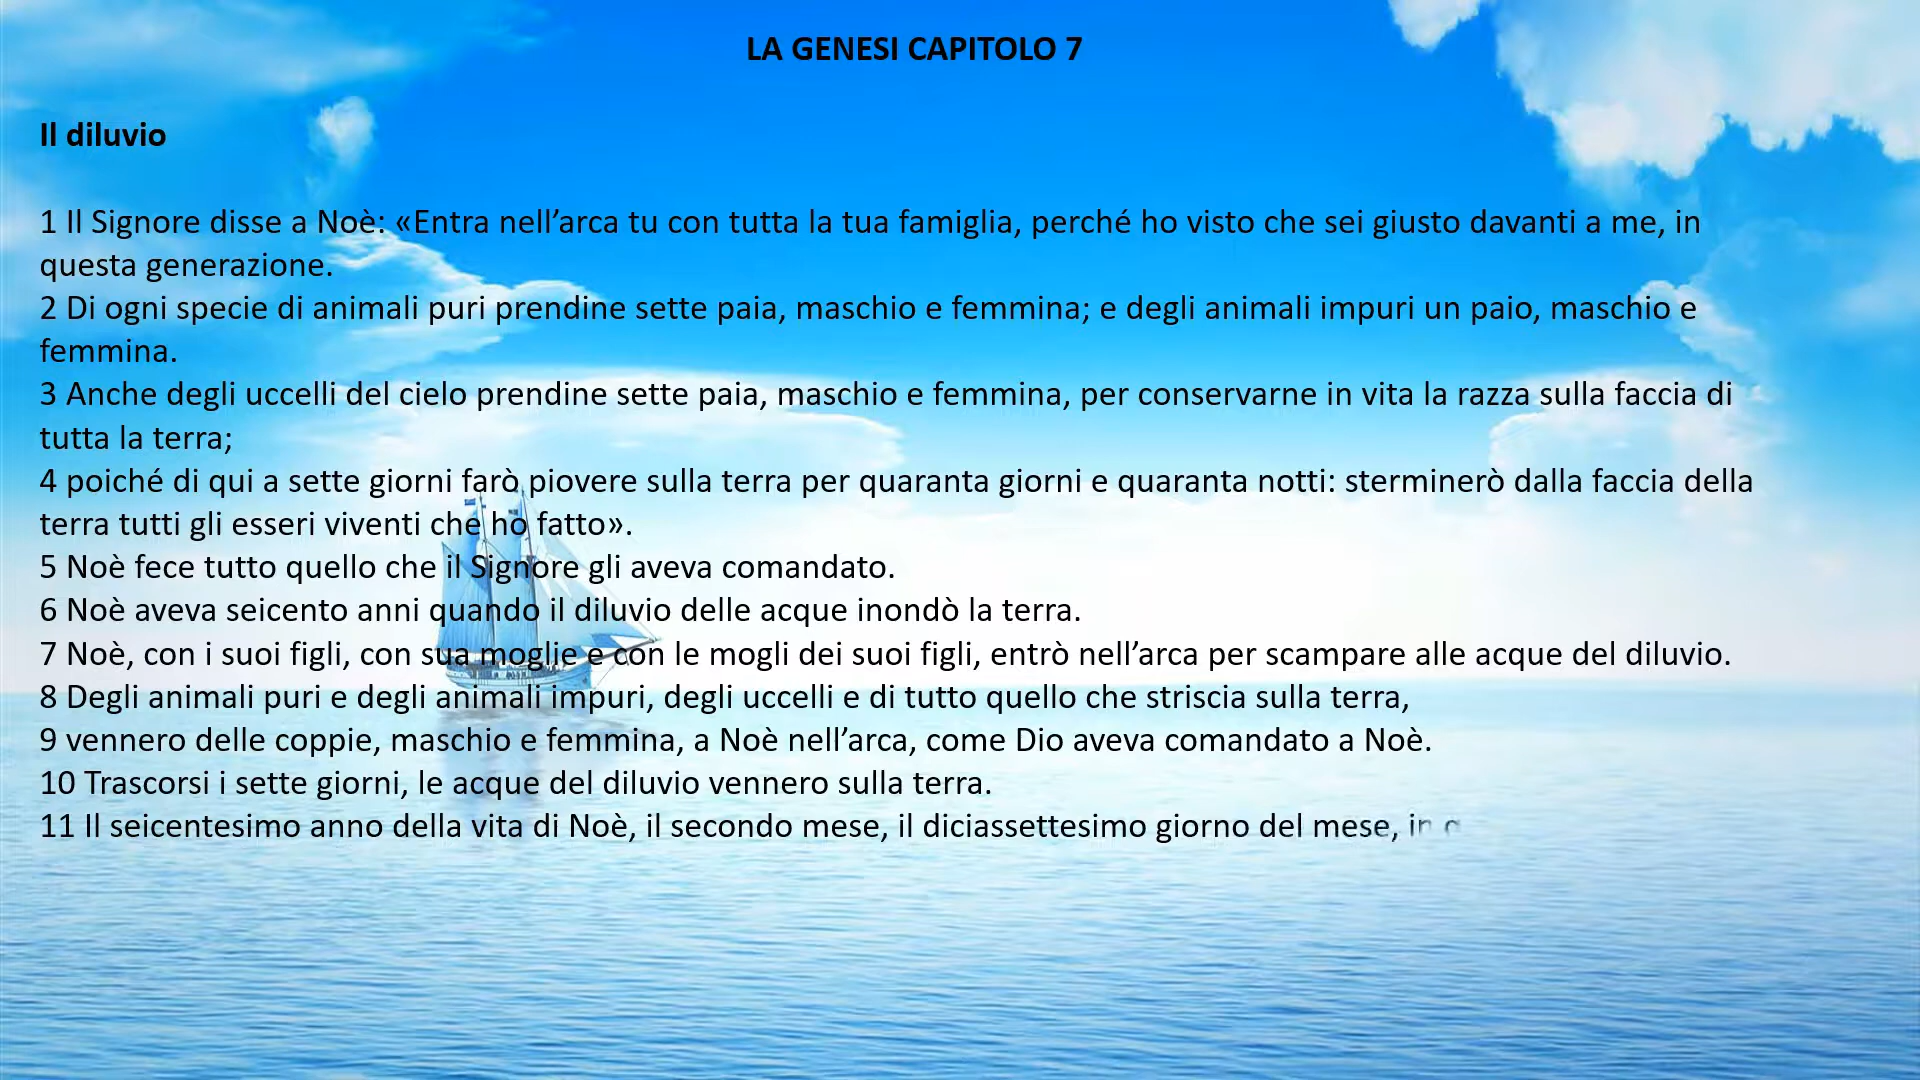 LA GENESI CAPITOLO 7
Il diluvio
1 Il Signore disse a Noè: «Entra nell’arca tu con tutta la tua famiglia, perché ho visto che sei giusto davanti a me, in
questa generazione.
2 Di ogni specie di animali puri prendine sette paia, maschio e femmina; e degli animali impuri un paio, maschio e
femmina.
3 Anche degli uccelli del cielo prendine sette paia, maschio e femmina, per conservarne in vita la razza sulla faccia di
tutta la terra;
4 poiché di qui a sette giorni farò piovere sulla terra per quaranta giorni e quaranta notti: sterminerò dalla faccia della
terra tutti gli esseri viventi che ho fatto».
5 Noè fece tutto quello che il Signore gli aveva comandato.
6 Noè aveva seicento anni quando il diluvio delle acque inondò la terra.
7 Noè, con i suoi figli, con sua moglie e con le mogli dei suoi figli, entrò nell’arca per scampare alle acque del diluvio.
8 Degli animali puri e degli animali impuri, degli uccelli e di tutto quello che striscia sulla terra,
9 vennero delle coppie, maschio e femmina, a Noè nell’arca, come Dio aveva comandato a Noè.
10 Trascorsi i sette giorni, le acque del diluvio vennero sulla terra.
11 Il seicentesimo anno della vita di Noè, il secondo mese, il diciassettesimo giorno del mese, in